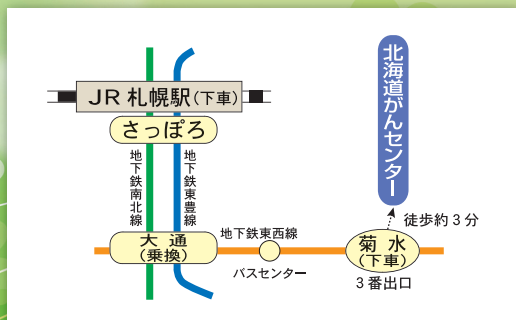 JR札幌駅(下車)
さっぽろ
地下鉄南北線
地下鉄東豊線
大通
(乗換)
地下鉄東西線
バスセンター
菊水
(下車)
3番出口
徒歩約3分
北海道がんセンター